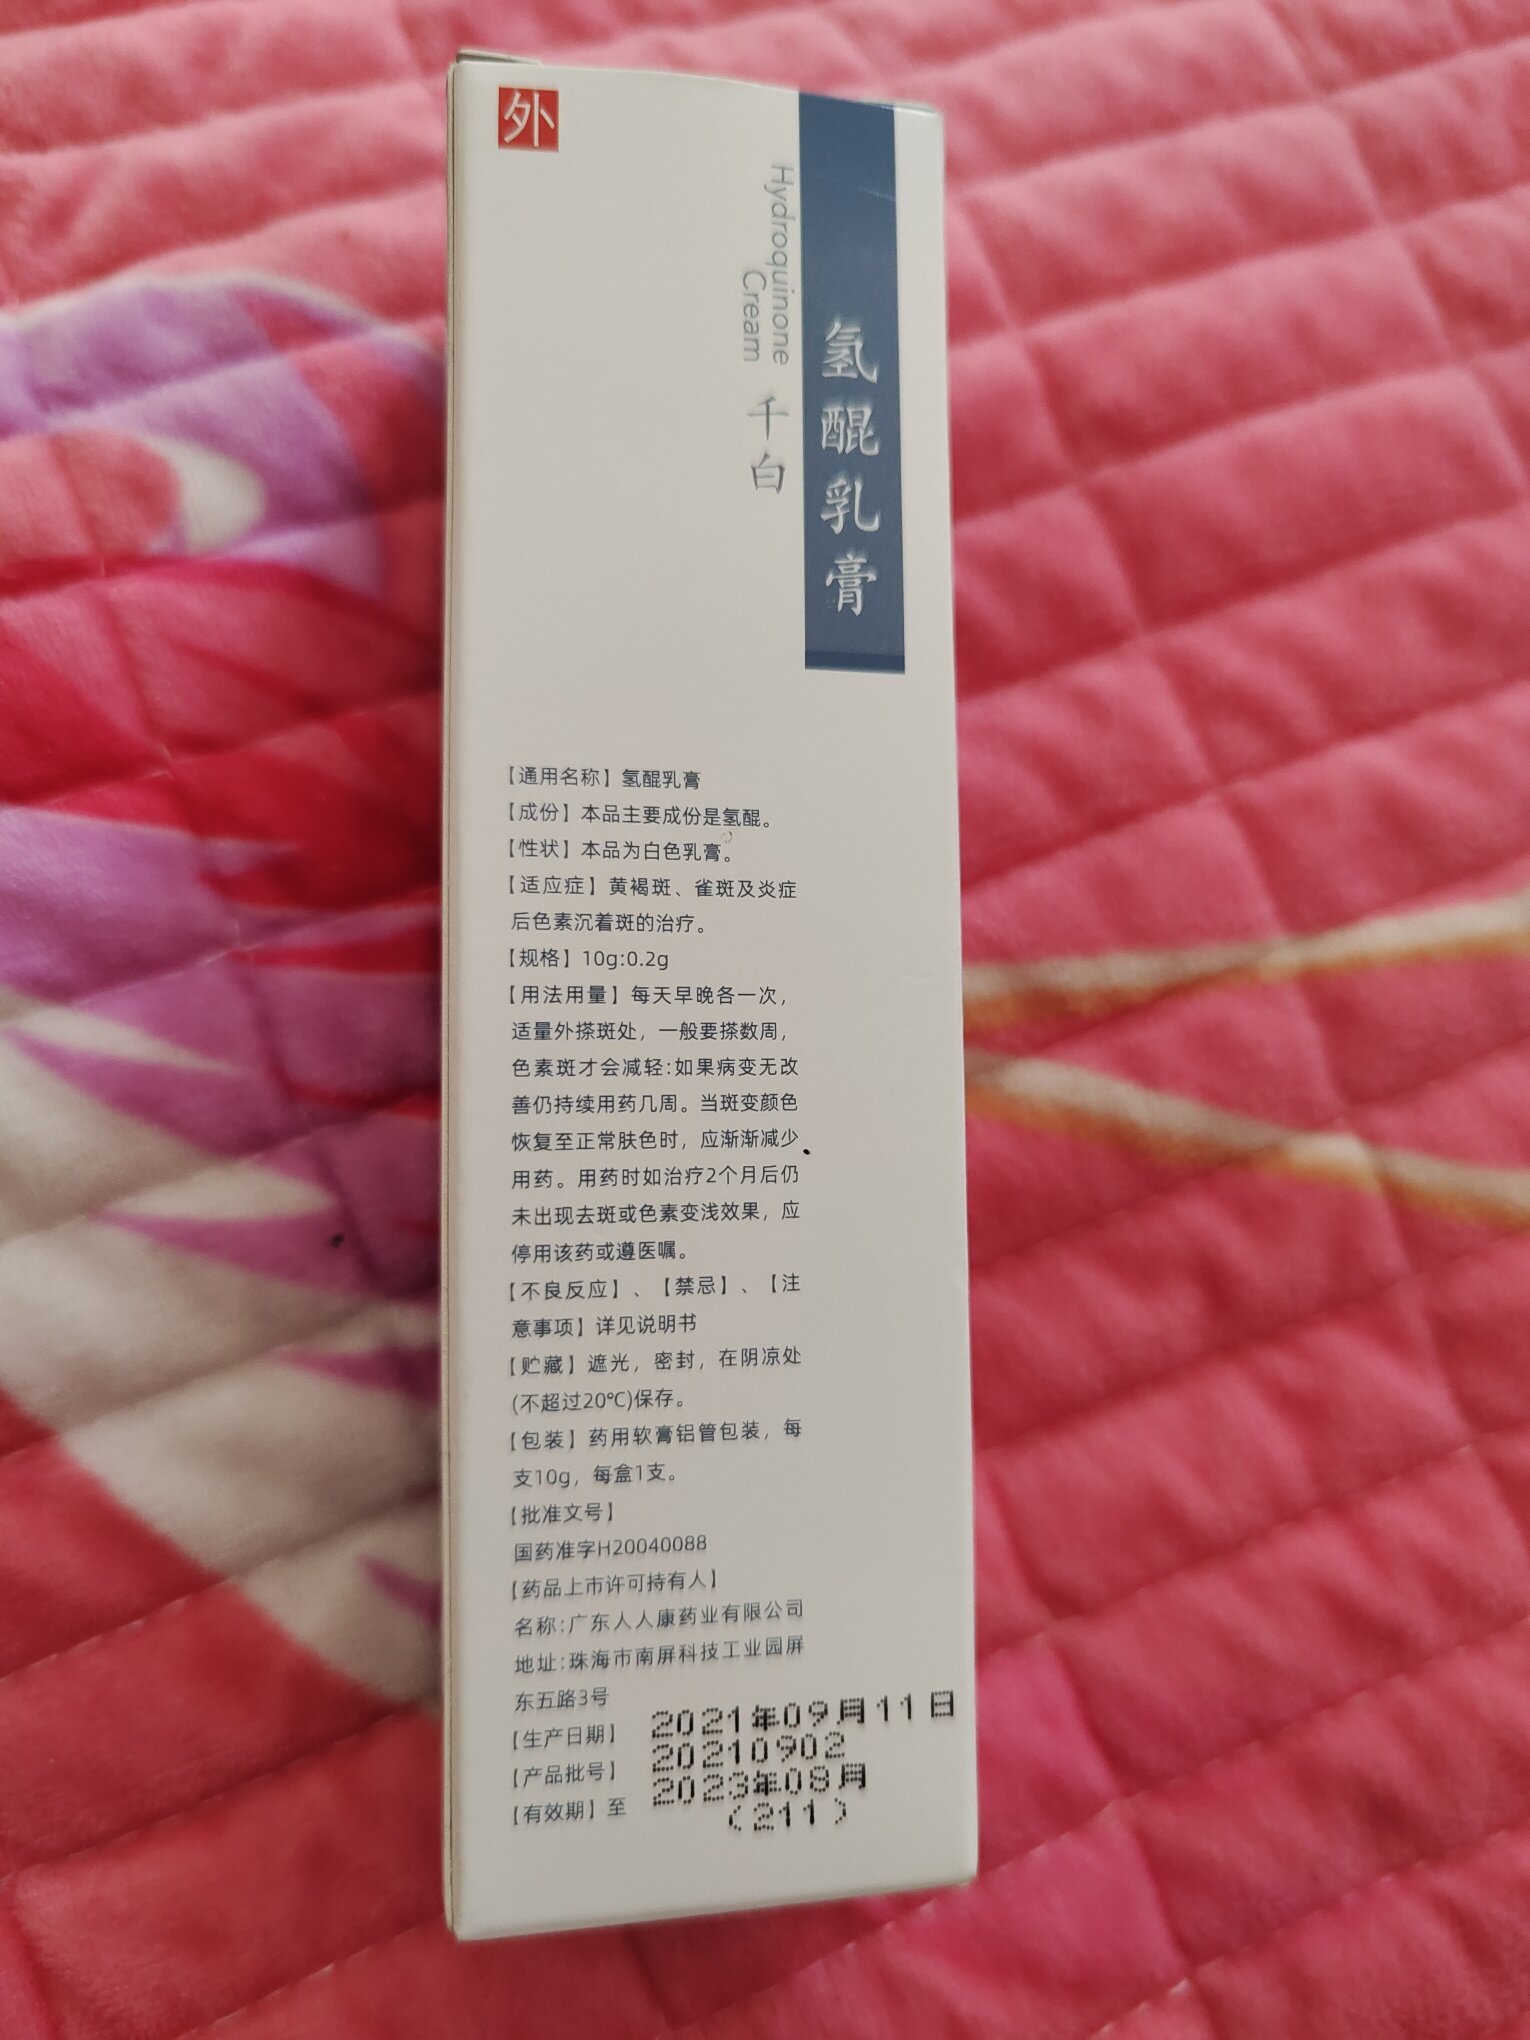 外
氢醌乳膏
Hydroquinone
Cream
千白
【通用名称】氢醌乳膏
【成份】本品主要成份是氢醌。
【性状】本品为白色乳膏。
【适应症】黄褐斑、雀斑及炎症
后色素沉着斑的治疗。
【规格】10g:0.2g
【用法用量】每天早晚各一次，
适量外搽斑处，一般要搽数周，
色素斑才会减轻:如果病变无改
善仍持续用药几周。当斑变颜色
恢复至正常肤色时，应渐渐减少
用药。用药时如治疗2个月后仍
未出现去斑或色素变浅效果，应
停用该药或遵医嘱。
【不良反应】、【禁忌】、【注
意事项】详见说明书
【贮藏】遮光，密封，在阴凉处
(不超过20℃)保存。
【包装】药用软膏铝管包装，每
支10g，每盒1支。
【批准文号】
国药准字H20040088
【药品上市许可持有人】
名称:广东人人康药业有限公司
地址:珠海市南屏科技工业园屏
东五路3号
【生产日期】 2021年09月11日
【产品批号】 20210902
【有效期】至 2023年08月
(211)